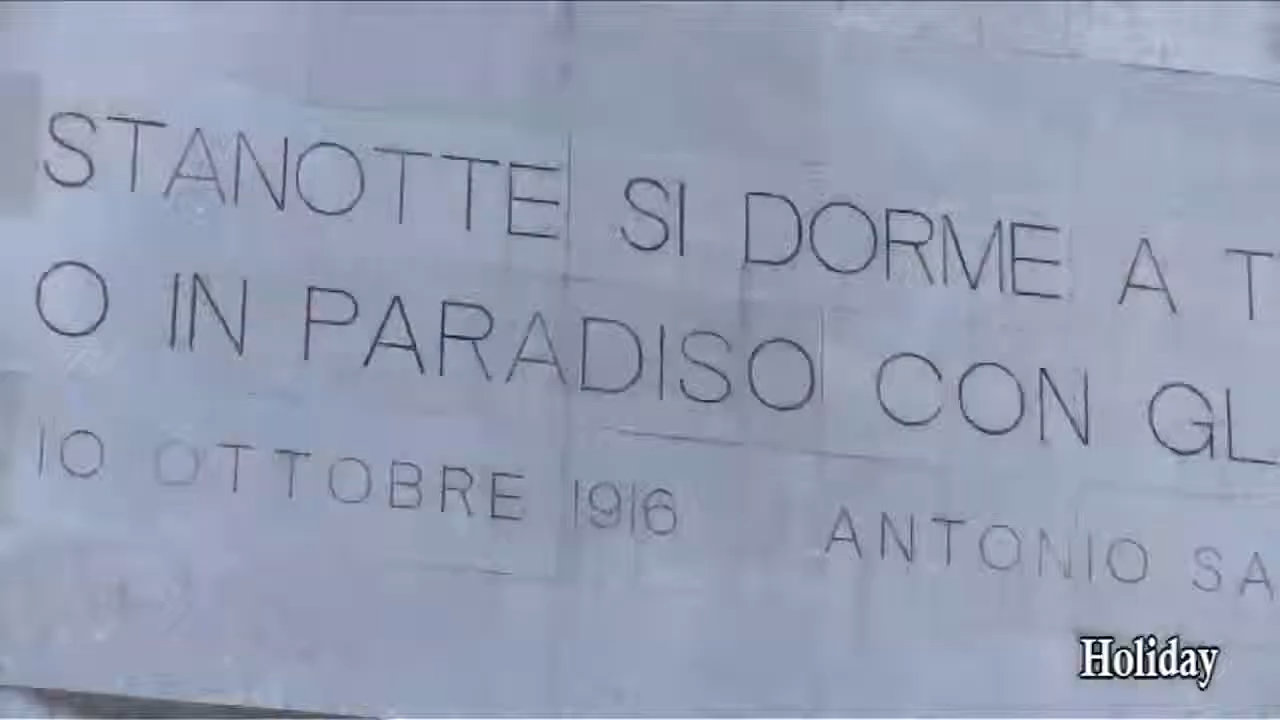 STANOTTE SI DORME A T
O IN PARADISO CON GL
10 OTTOBRE 1916 ANTONIO SA
Holiday